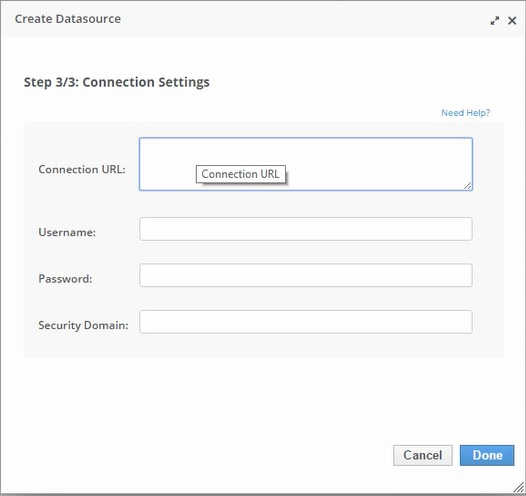 Create Datasource
Step 3/3: Connection Settings
Need Help?
Connection URL:
Connection URL
Username:
Password:
Security Domain:
Cancel
Done